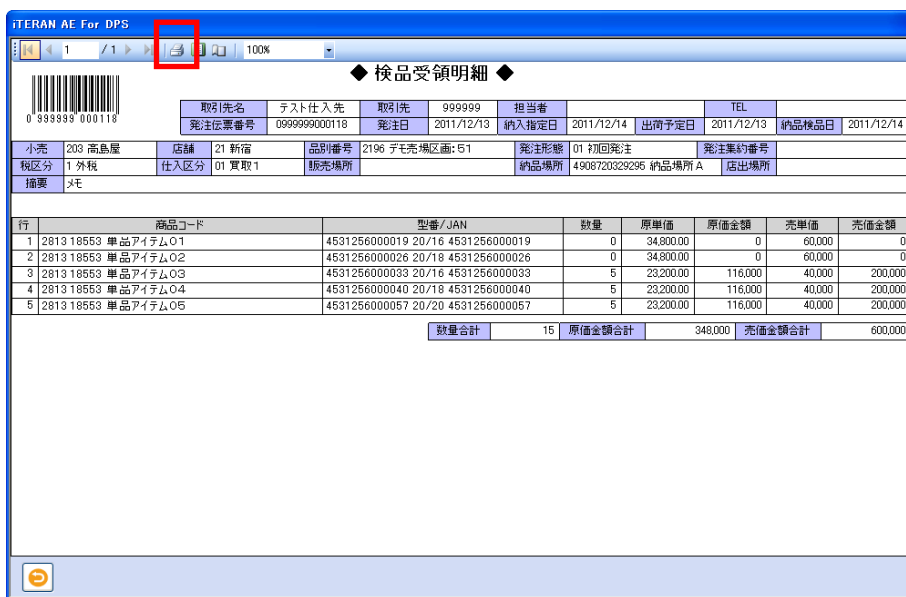 iTERAN AE For DPS
1 / 1 100%
◆ 検品受領明細 ◆
0 999999 000118
取引先名 テスト仕入先 取引先 999999 担当者 TEL
発注伝票番号 0999999000118 発注日 2011/12/13 納入指定日 2011/12/14 出荷予定日 2011/12/13 納品検品日 2011/12/14
小売 203 高島屋 店舗 21 新宿 品別番号 2196 デモ売場区画:51 発注形態 01 初回発注 発注集約番号
税区分 1 外税 仕入区分 01 買取1 販売場所 納品場所 4908720329295 納品場所A 店出場所
摘要 メモ
行 商品コード 型番/JAN 数量 原単価 原価金額 売単価 売価金額
1 2813 18553 単品アイテム01 4531256000019 20/16 4531256000019 0 34,800.00 0 60,000 0
2 2813 18553 単品アイテム02 4531256000026 20/18 4531256000026 0 34,800.00 0 60,000 0
3 2813 18553 単品アイテム03 4531256000033 20/16 4531256000033 5 23,200.00 116,000 40,000 200,000
4 2813 18553 単品アイテム04 4531256000040 20/18 4531256000040 5 23,200.00 116,000 40,000 200,000
5 2813 18553 単品アイテム05 4531256000057 20/20 4531256000057 5 23,200.00 116,000 40,000 200,000
数量合計 15 原価金額合計 348,000 売価金額合計 600,000